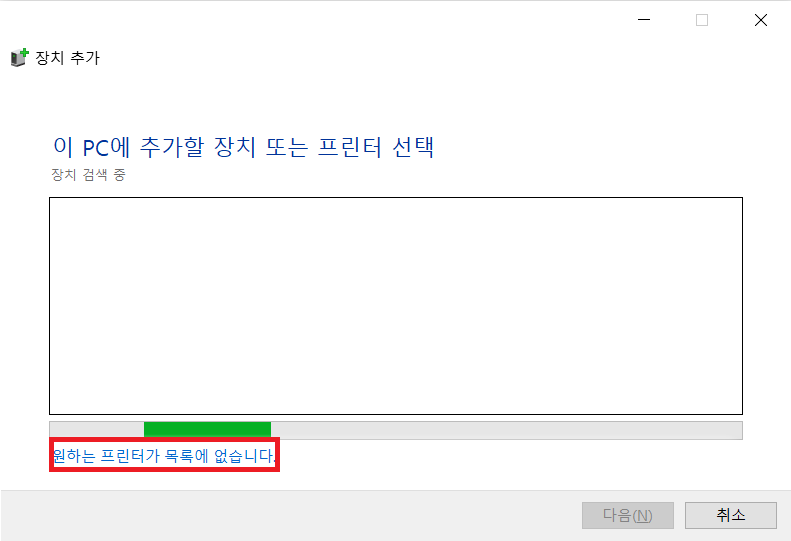 장치 추가
이 PC에 추가할 장치 또는 프린터 선택
장치 검색 중
원하는 프린터가 목록에 없습니다.
다음(N)
취소